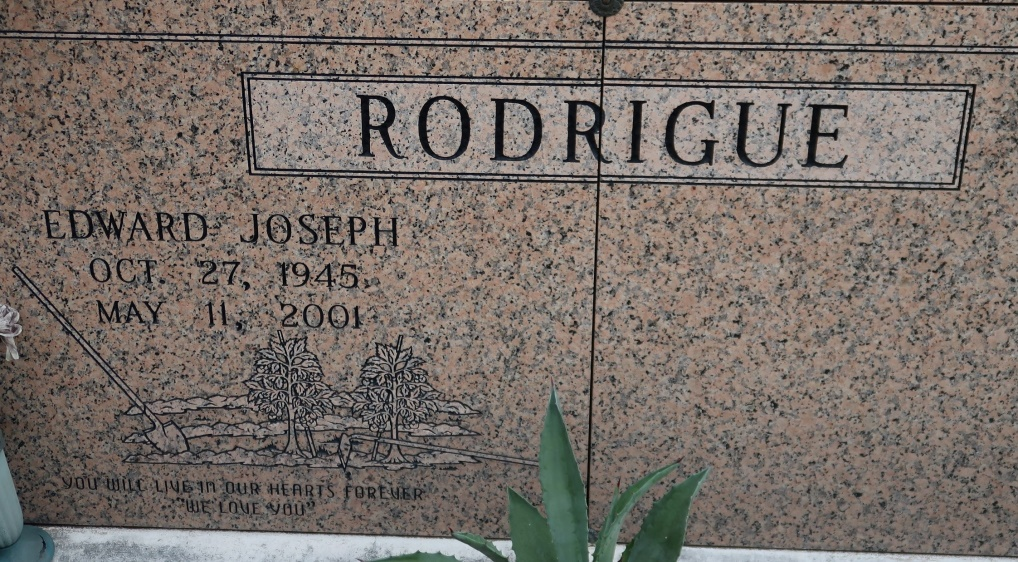 RODRIGUE
EDWARD JOSEPH
OCT. 27, 1945
MAY 11, 2001
YOU WILL LIVE IN OUR HEARTS FOREVER
"WE LOVE YOU"